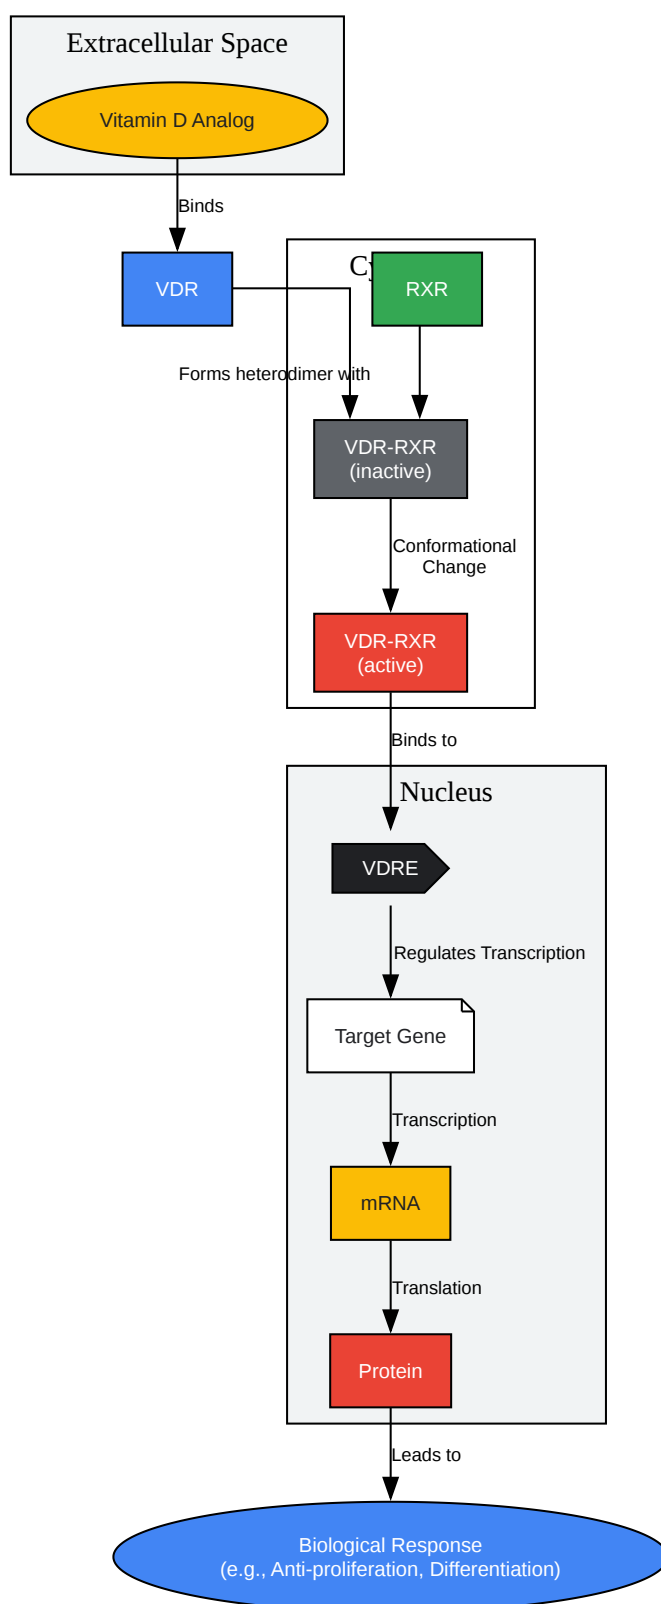 Extracellular Space
Vitamin D Analog
Binds
VDR
RXR
Forms heterodimer with
VDR-RXR
(inactive)
Conformational
Change
VDR-RXR
(active)
Binds to
Nucleus
VDRE
Regulates Transcription
Target Gene
Transcription
mRNA
Translation
Protein
Leads to
Biological Response
(e.g., Anti-proliferation, Differentiation)